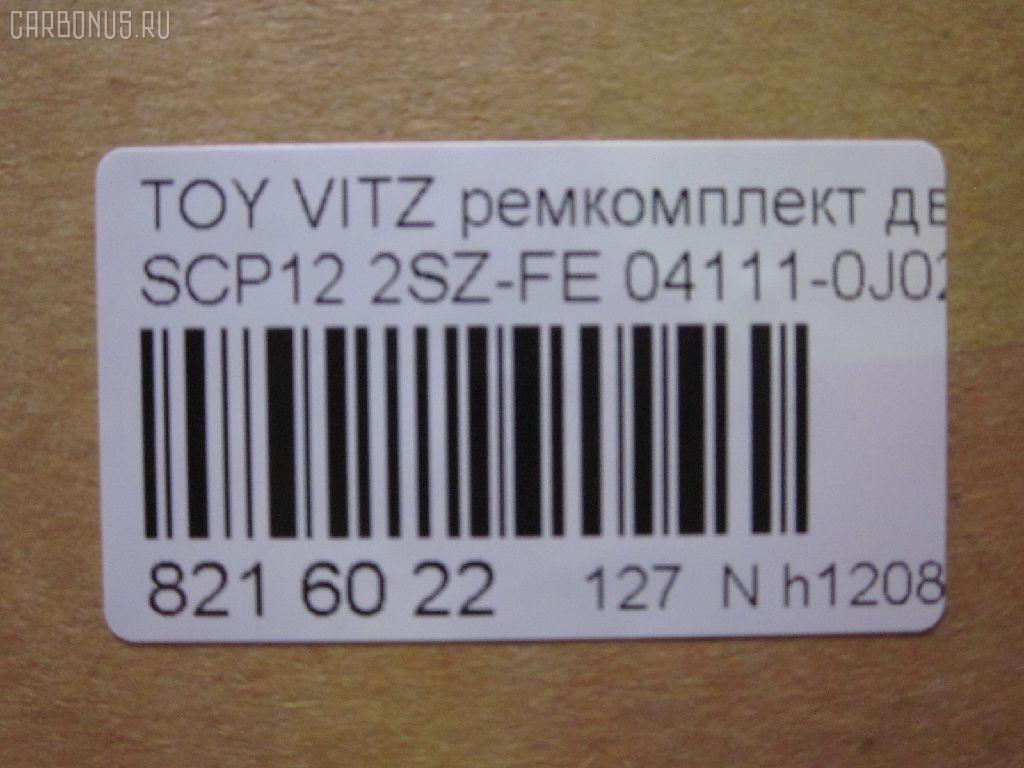 CARBONUS.RU
TOY VITZ ремкомплект дв
SCP12 2SZ-FE 04111-0J02
821 60 22 127 N h1208